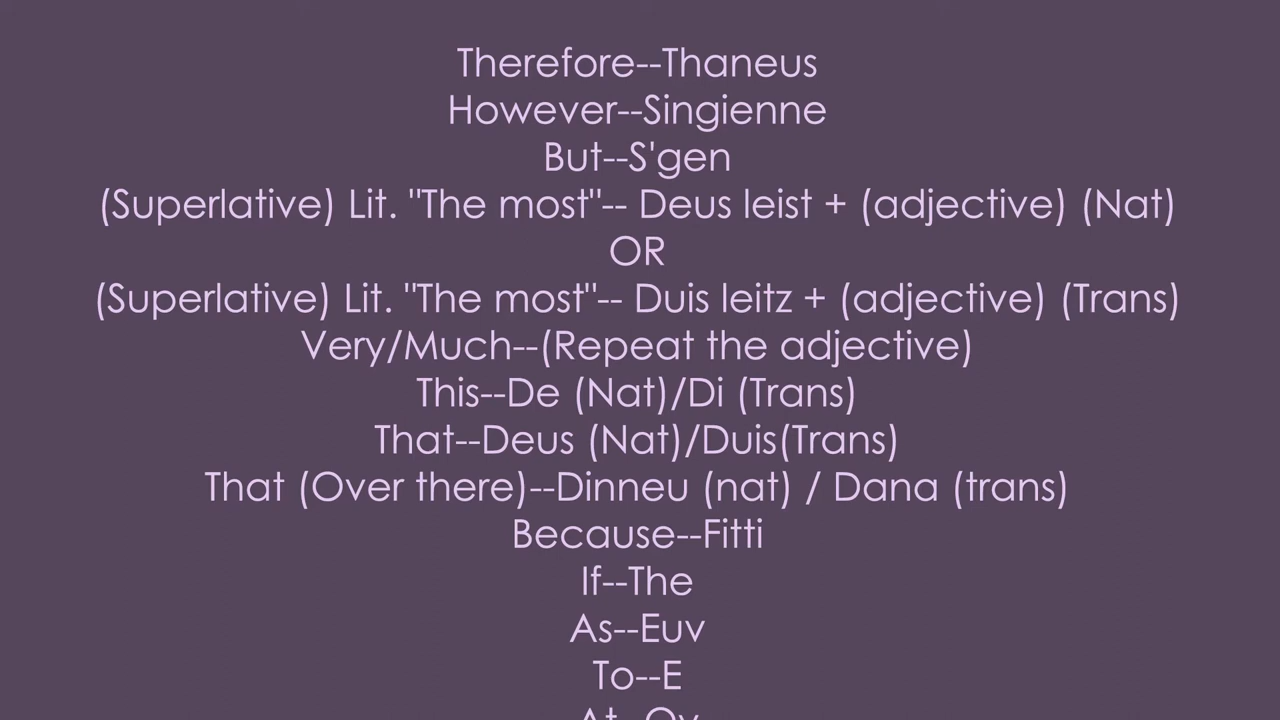 Therefore--Thaneus
However--Singienne
But--S'gen
(Superlative) Lit. "The most"-- Deus leist + (adjective) (Nat)
OR
(Superlative) Lit. "The most"-- Duis leitz + (adjective) (Trans)
Very/Much--(Repeat the adjective)
This--De (Nat)/Di (Trans)
That--Deus (Nat)/Duis(Trans)
That (Over there)--Dinneu (nat) / Dana (trans)
Because--Fitti
If--The
As--Euv
To--E